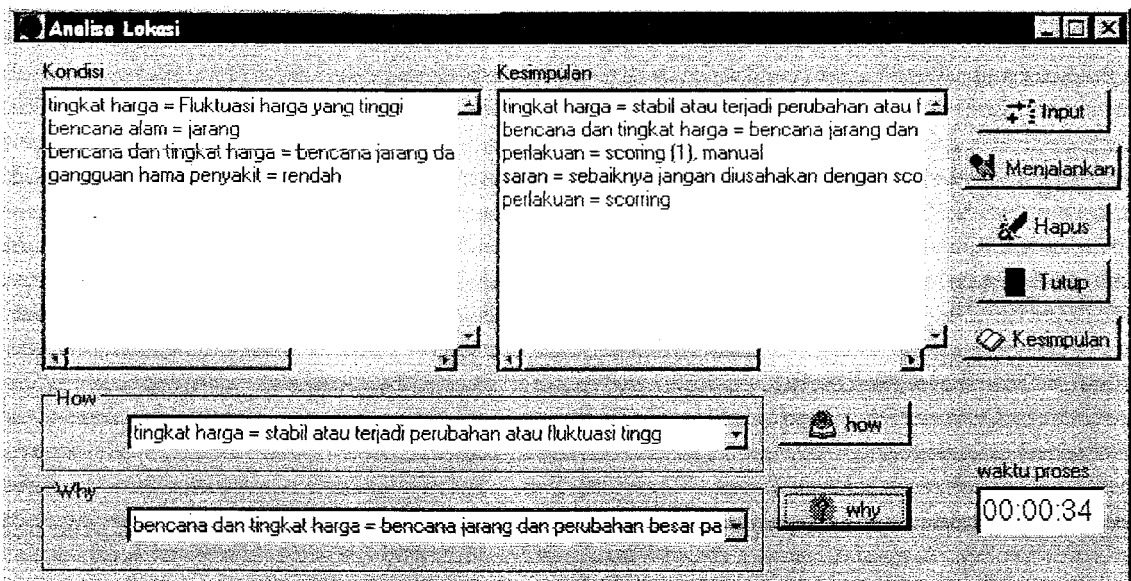 Analisa Lokasi
Kondisi
tingkat harga = Fluktuasi harga yang tinggi
bencana alam = jarang
bencana dan tingkat harga = bencana jarang da
gangguan hama penyakit = rendah
Kesimpulan
tingkat harga = stabil atau terjadi perubahan atau f
bencana dan tingkat harga = bencana jarang dan
perlakuan = scoring (1), manual
saran = sebaiknya jangan diusahakan dengan sco
perlakuan = scorring
Input
Menjalankan
Hapus
Tutup
Kesimpulan
How
tingkat harga = stabil atau terjadi perubahan atau fluktuasi tingg
how
Why
bencana dan tingkat harga = bencana jarang dan perubahan besar pa
why
waktu proses
00:00:34